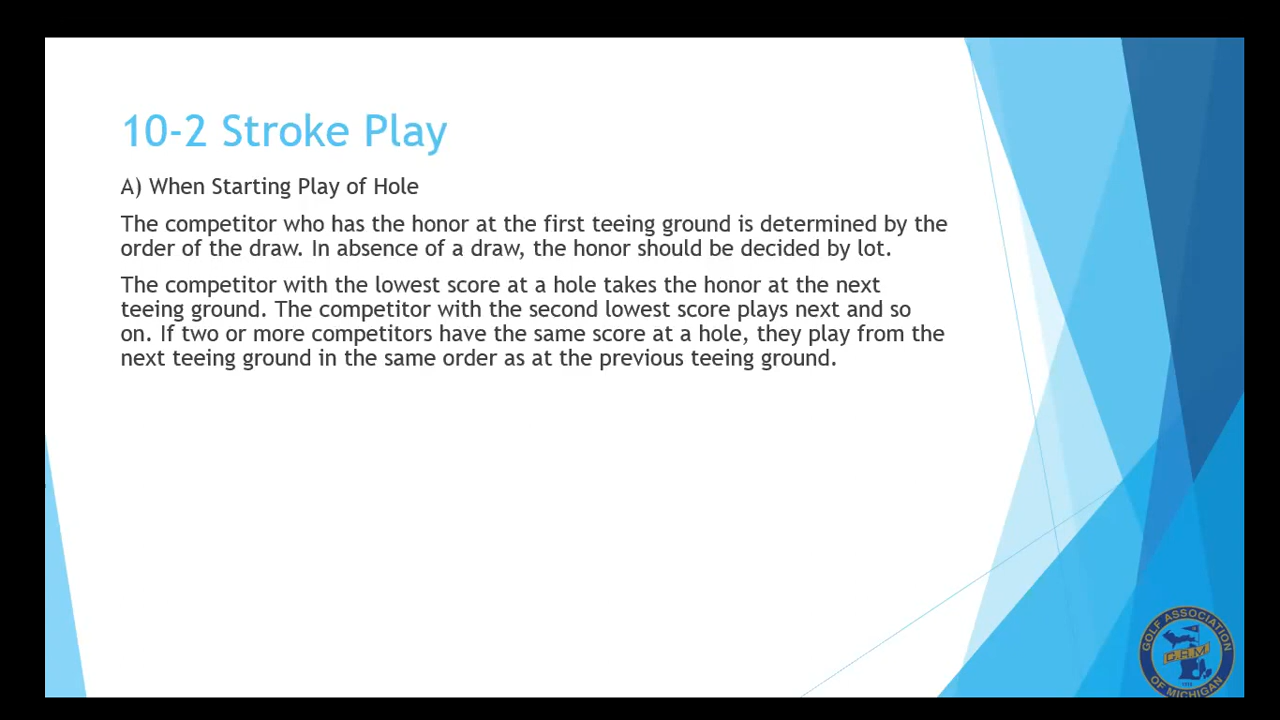 10-2 Stroke Play
A) When Starting Play of Hole
The competitor who has the honor at the first teeing ground is determined by the
order of the draw. In absence of a draw, the honor should be decided by lot.
The competitor with the lowest score at a hole takes the honor at the next
teeing ground. The competitor with the second lowest score plays next and so
on. If two or more competitors have the same score at a hole, they play from the
next teeing ground in the same order as at the previous teeing ground.
GOLF ASSOCIATION
G.A.M
OF MICHIGAN